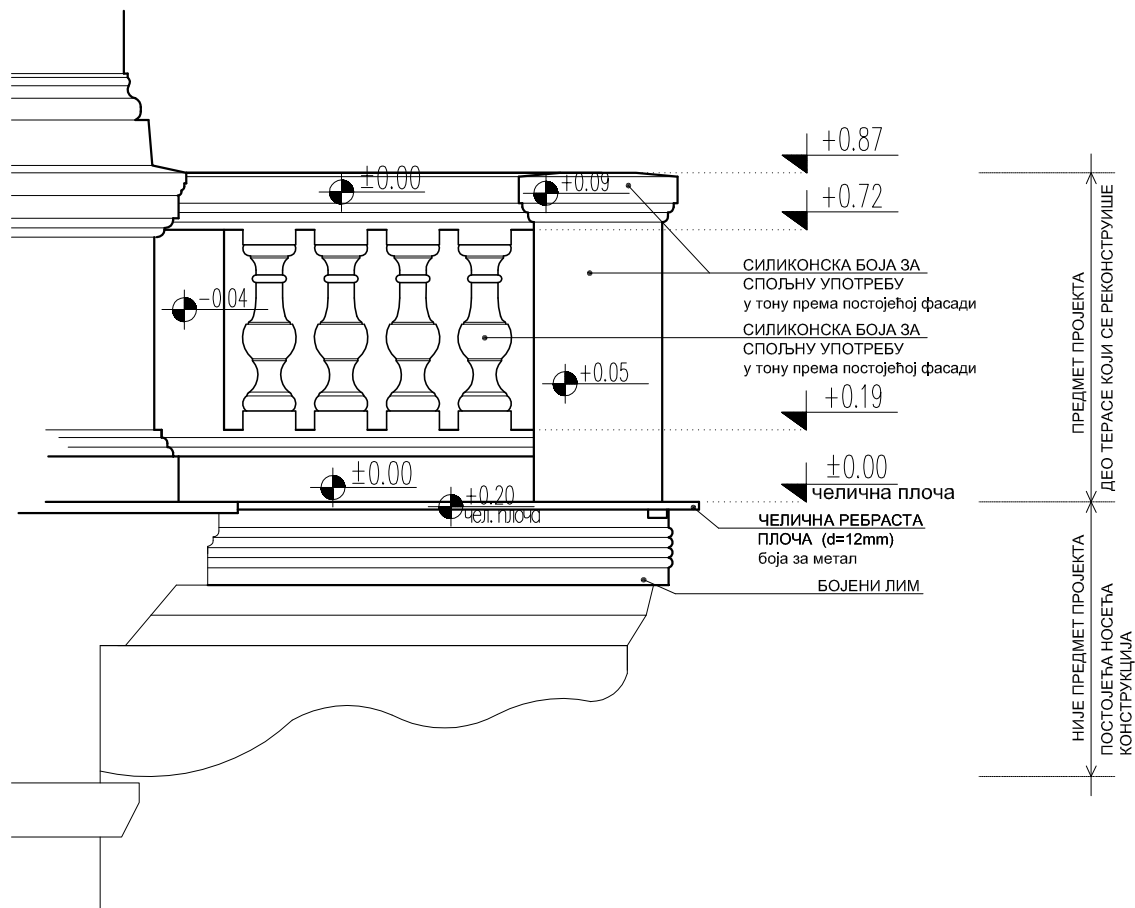 +0.87
±0.00
+0.09
+0.72
СИЛИКОНСКА БОЈА ЗА
СПОЉНУ УПОТРЕБУ
у тону према постојећој фасади
-0.04
СИЛИКОНСКА БОЈА ЗА
СПОЉНУ УПОТРЕБУ
у тону према постојећој фасади
+0.05
+0.19
±0.00
±0.00
челична плоча
+0.20
чел. плоча
ЧЕЛИЧНА РЕБРАСТА
ПЛОЧА (d=12mm)
боја за метал
БОЈЕНИ ЛИМ
ПРЕДМЕТ ПРОЈЕКТА
ДЕО ТЕРАСЕ КОЈИ СЕ РЕКОНСТРУИШЕ
НИЈЕ ПРЕДМЕТ ПРОЈЕКТА
ПОСТОЈЕЋА НОСЕЋА
КОНСТРУКЦИЈА